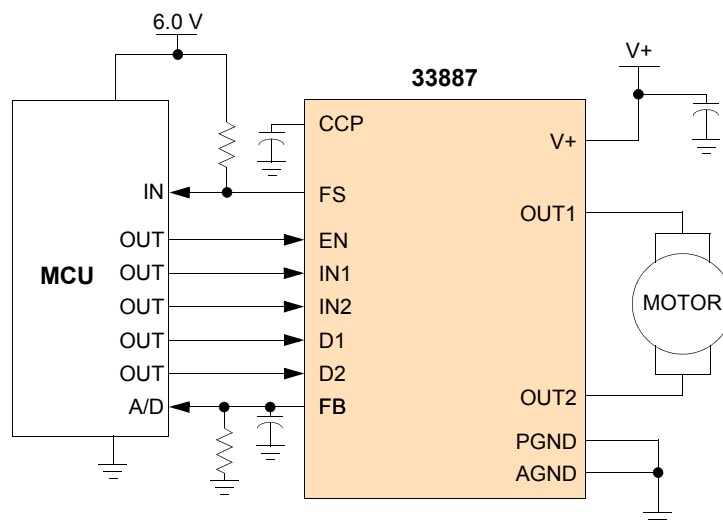 6.0 V
V+
33887
CCP
V+
IN
FS
OUT1
OUT
EN
MCU
OUT
IN1
OUT
IN2
MOTOR
OUT
D1
OUT
D2
A/D
FB
OUT2
PGND
AGND